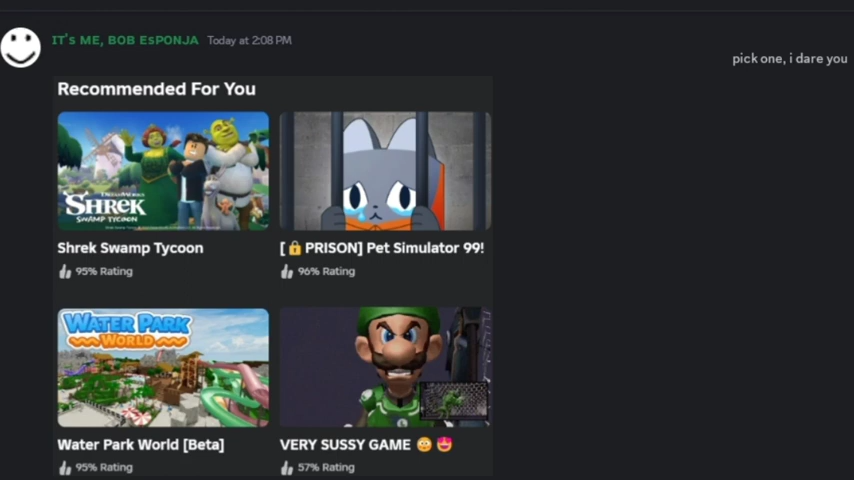 IT'S ME, BOB EsPONJA Today at 2:08 PM
pick one, i dare you
Recommended For You
DREAMWORKS
SHREK
SWAMP TYCOON
Shrek Swamp Tycoon
95% Rating
[🔒 PRISON] Pet Simulator 99!
96% Rating
WATER PARK
WORLD
Water Park World [Beta]
95% Rating
L
VERY SUSSY GAME 😳 😍
57% Rating